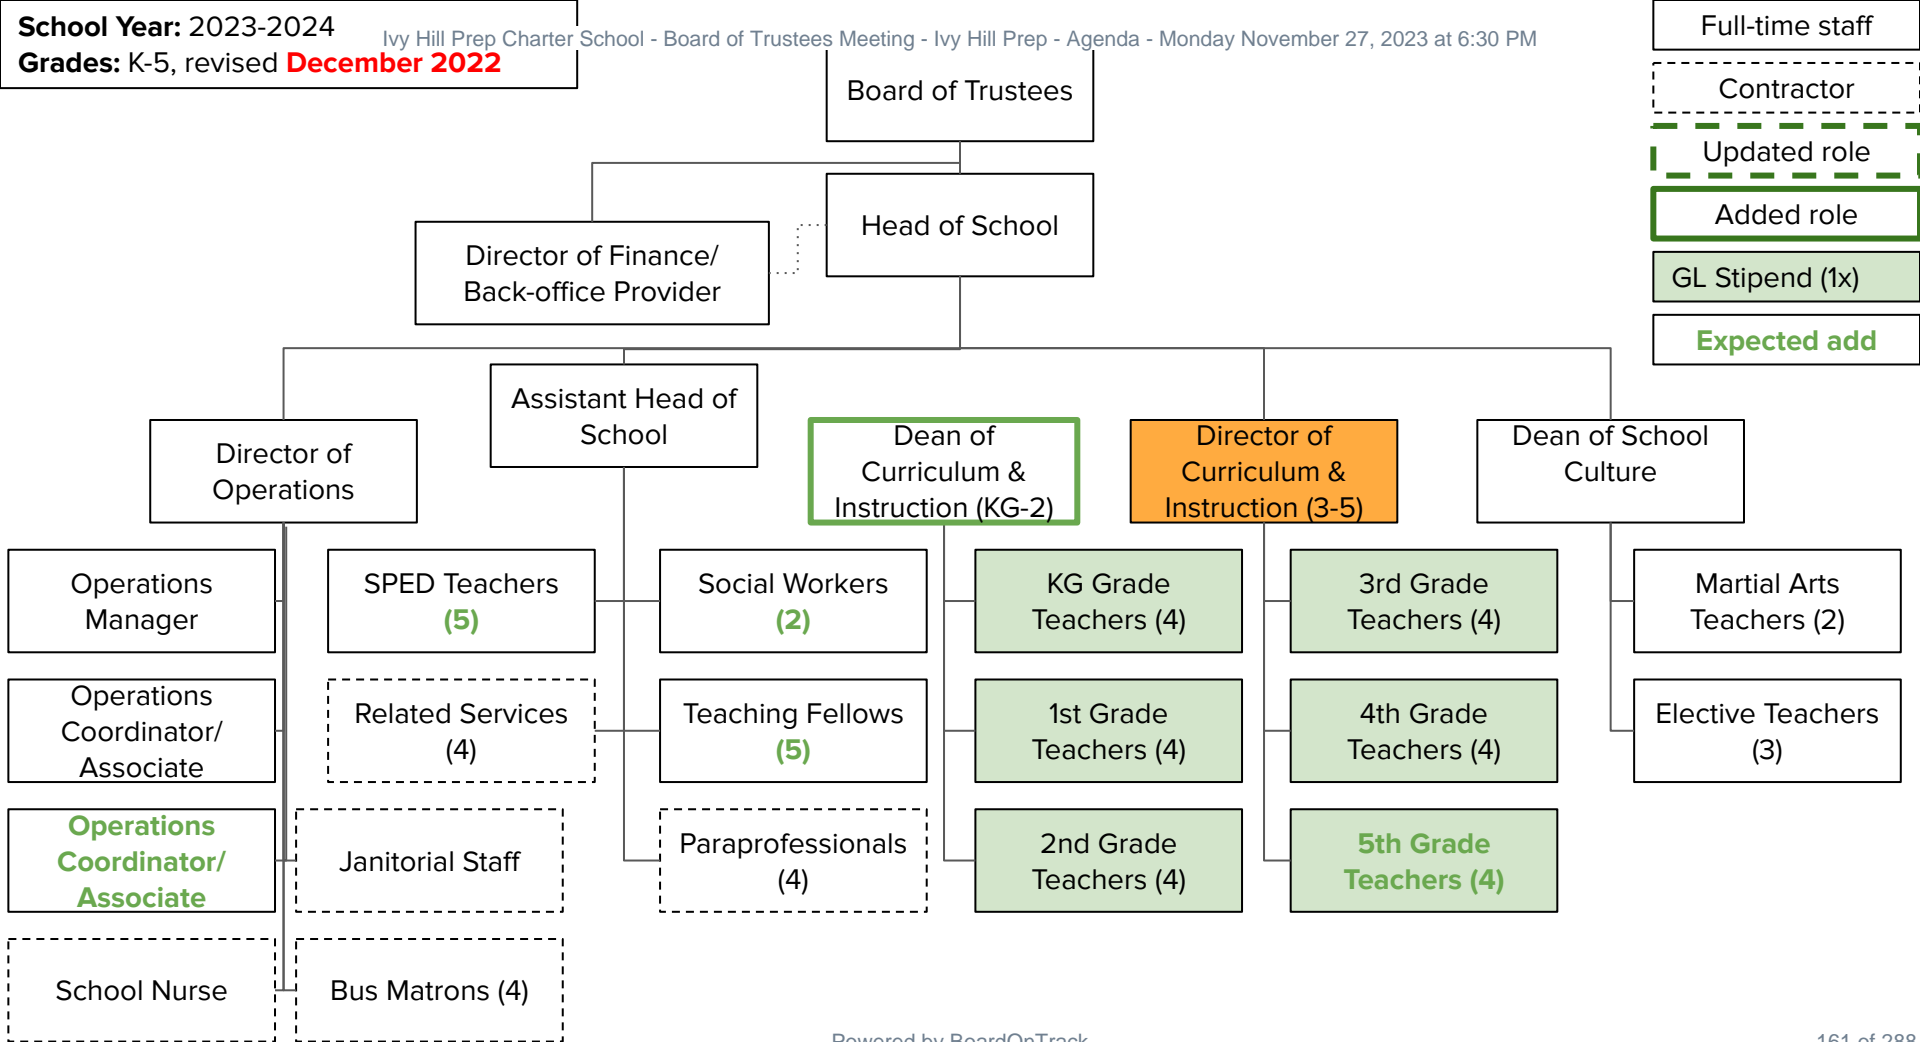 School Year: 2023-2024
Grades: K-5, revised December 2022
Ivy Hill Prep Charter School - Board of Trustees Meeting - Ivy Hill Prep - Agenda - Monday November 27, 2023 at 6:30 PM
Full-time staff
Contractor
Updated role
Added role
GL Stipend (1x)
Expected add
Board of Trustees
Head of School
Director of Finance/
Back-office Provider
Assistant Head of
School
Director of
Operations
Dean of
Curriculum &
Instruction (KG-2)
Director of
Curriculum &
Instruction (3-5)
Dean of School
Culture
Operations
Manager
SPED Teachers
(5)
Social Workers
(2)
KG Grade
Teachers (4)
3rd Grade
Teachers (4)
Martial Arts
Teachers (2)
Operations
Coordinator/
Associate
Related Services
(4)
Teaching Fellows
(5)
1st Grade
Teachers (4)
4th Grade
Teachers (4)
Elective Teachers
(3)
Operations
Coordinator/
Associate
Janitorial Staff
Paraprofessionals
(4)
2nd Grade
Teachers (4)
5th Grade
Teachers (4)
School Nurse
Bus Matrons (4)
Powered by BoardOnTrack
161 of 288